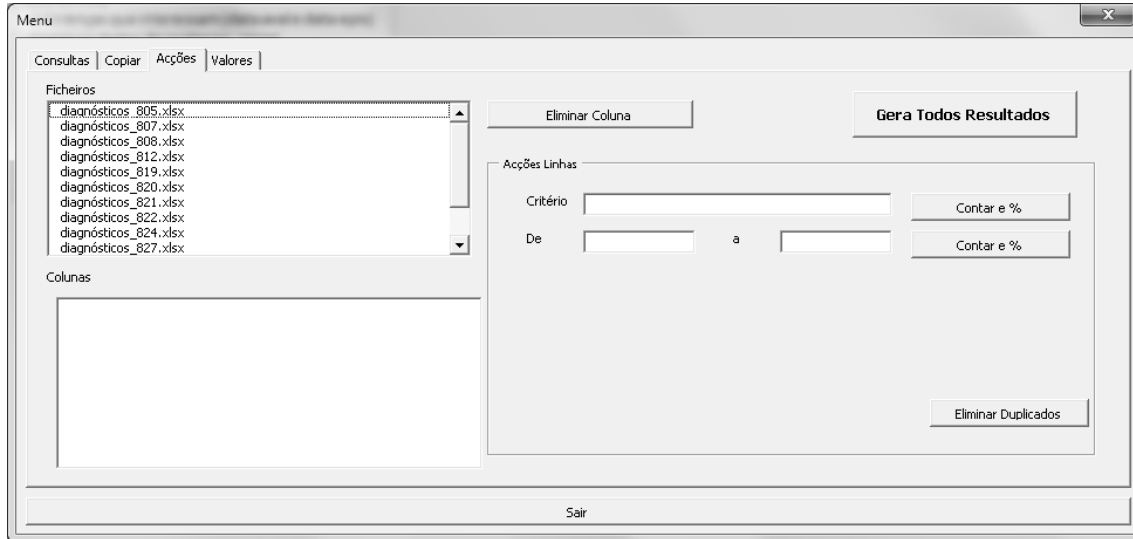 Menu
Consultas Copiar Acções Valores
Ficheiros
diagnósticos_805.xlsx
diagnósticos_807.xlsx
diagnósticos_808.xlsx
diagnósticos_812.xlsx
diagnósticos_819.xlsx
diagnósticos_820.xlsx
diagnósticos_821.xlsx
diagnósticos_822.xlsx
diagnósticos_824.xlsx
diagnósticos_827.xlsx
Colunas
Eliminar Coluna
Gera Todos Resultados
Acções Linhas
Critério Contar e %
De a Contar e %
Eliminar Duplicados
Sair